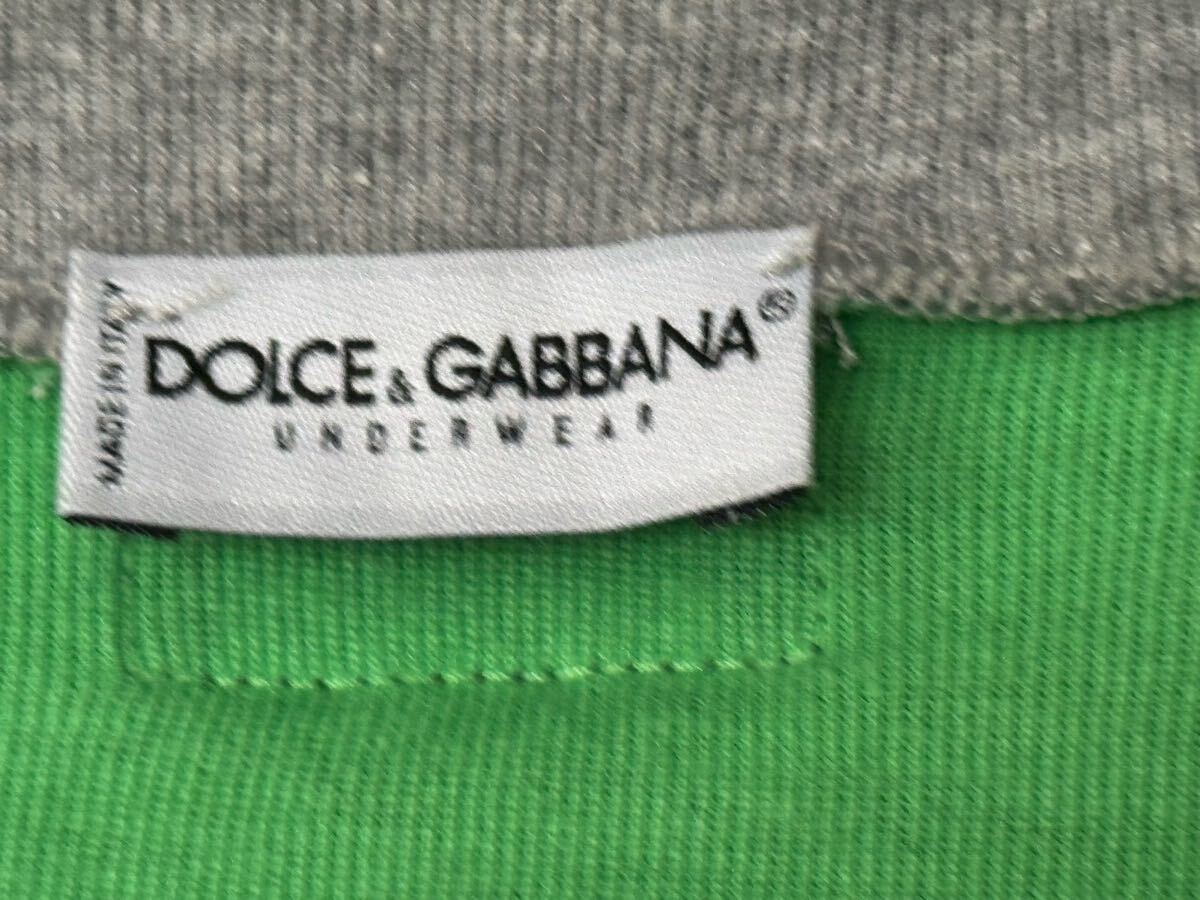 MADE IN ITALY
DOLCE & GABBANA®
UNDERWEAR